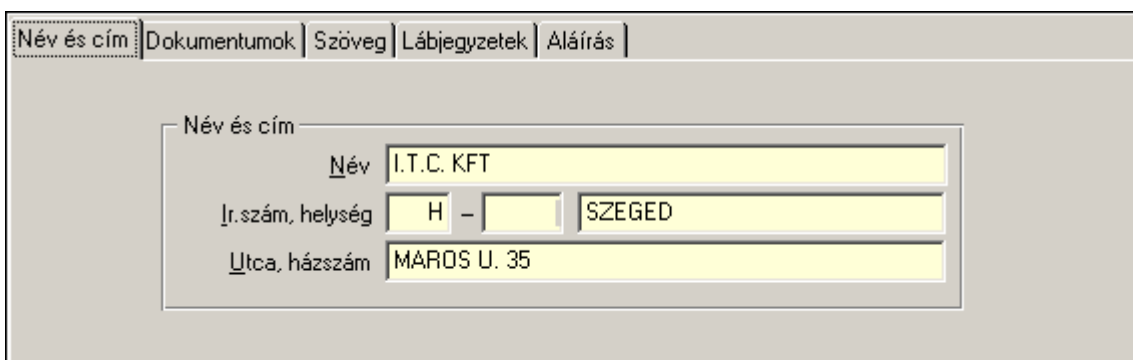 Név és cím Dokumentumok Szöveg Lábjegyzetek Aláírás
Név és cím
Név I.T.C. KFT
Ir.szám, helység H – SZEGED
Utca, házszám MAROS U. 35